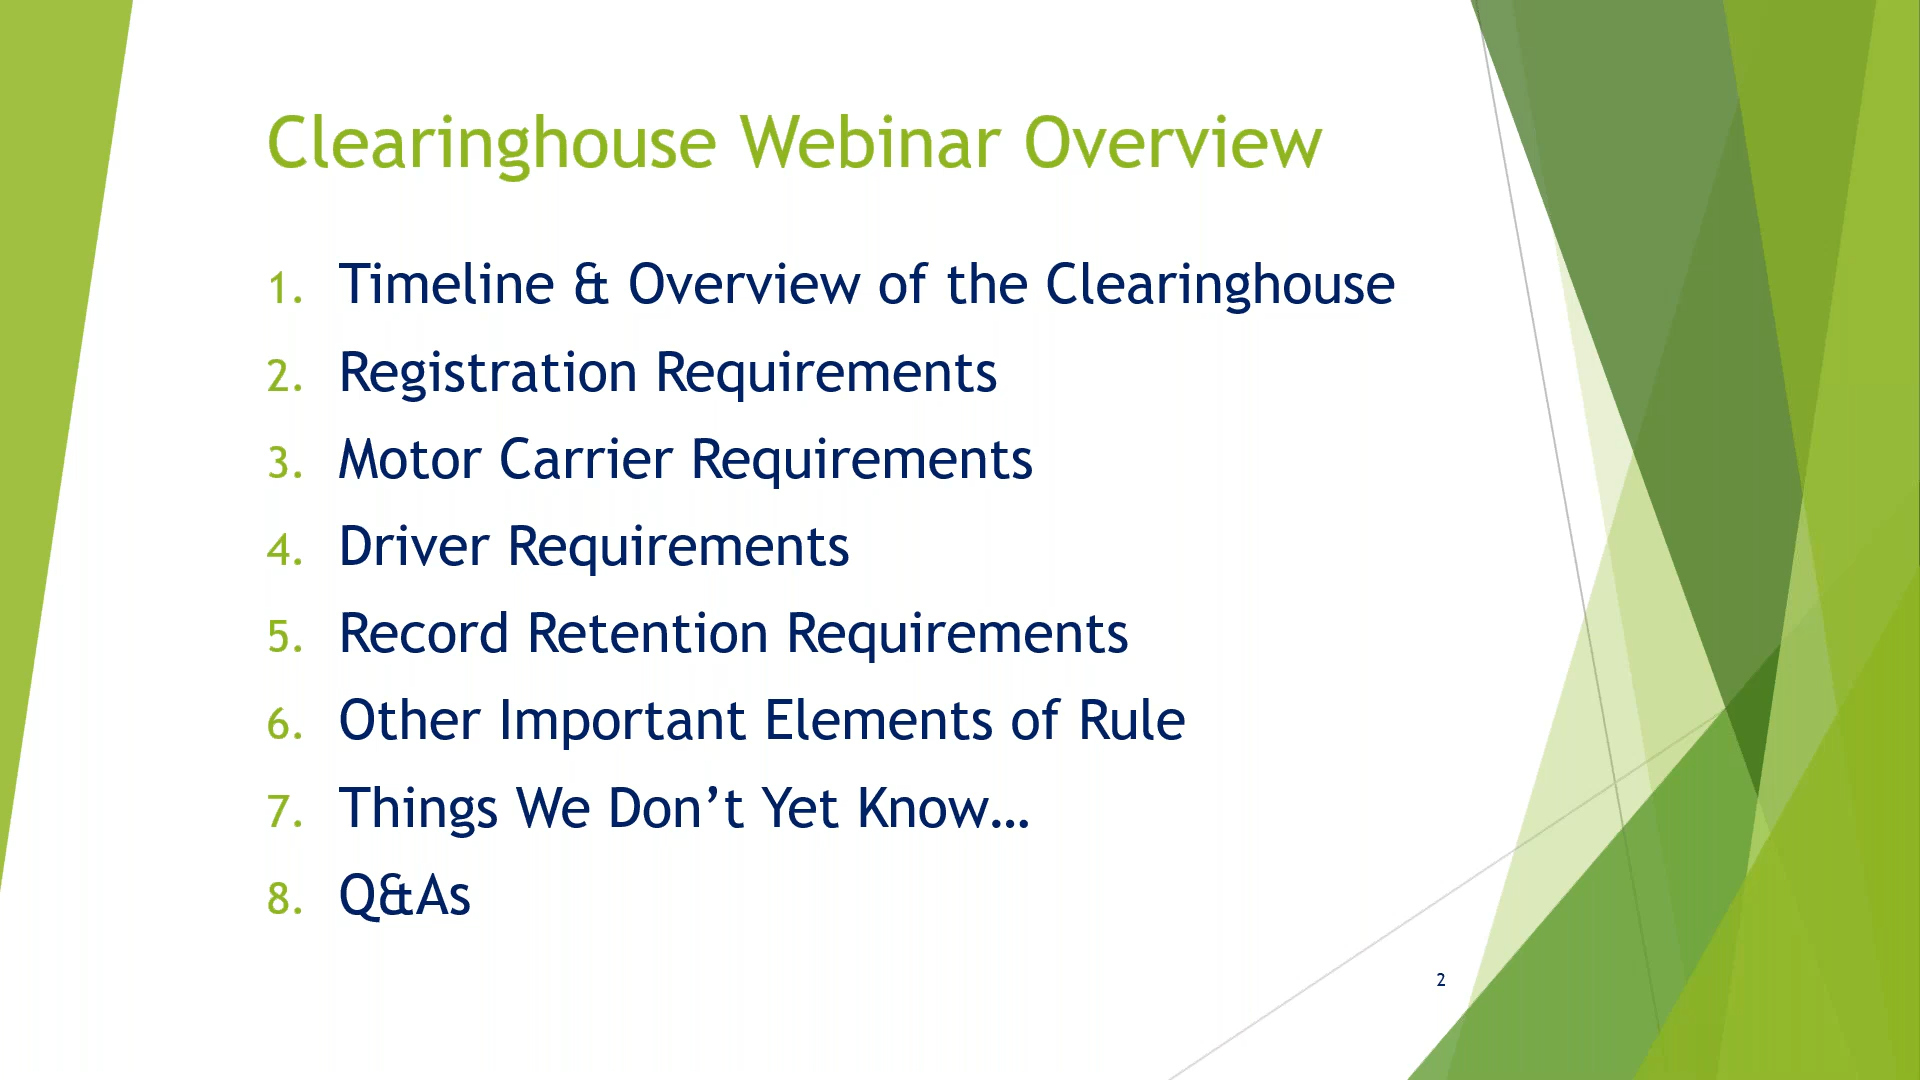 Clearinghouse Webinar Overview
1. Timeline & Overview of the Clearinghouse
2. Registration Requirements
3. Motor Carrier Requirements
4. Driver Requirements
5. Record Retention Requirements
6. Other Important Elements of Rule
7. Things We Don’t Yet Know…
8. Q&As
2